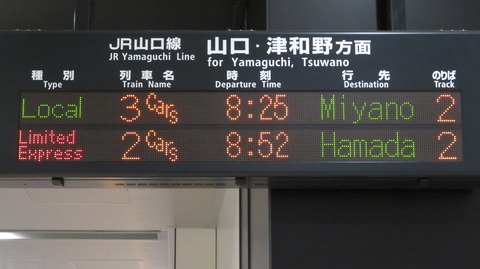 JR山口線 山口・津和野方面
JR Yamaguchi Line for Yamaguchi, Tsuwano
種別 列車名 時刻 行先 のりば
Type Train Name Departure Time Destination Track
Local 3 Cars 8:25 Miyano 2
Limited Express 2 Cars 8:52 Hamada 2